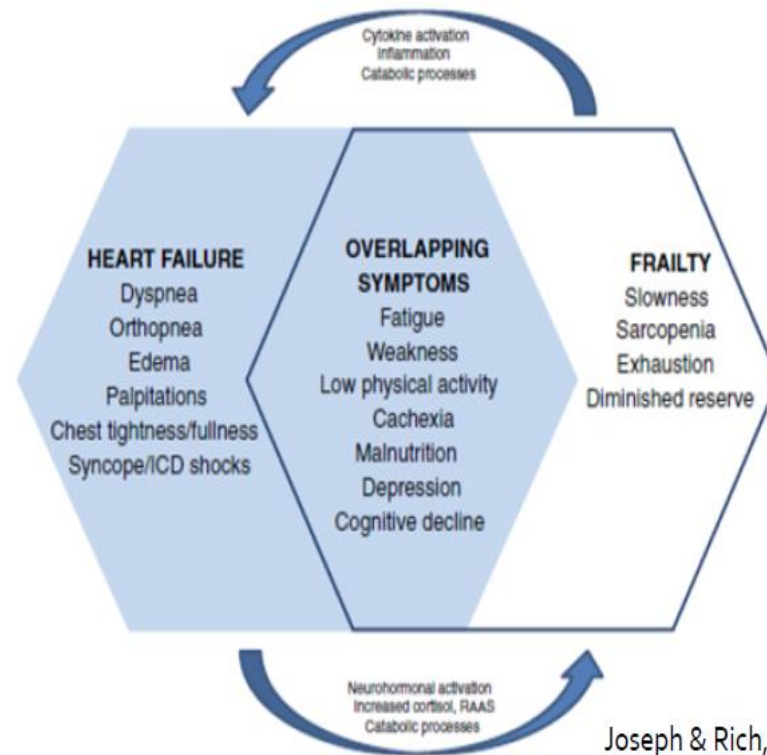 Cytokine activation
Inflammation
Catabolic processes
HEART FAILURE
Dyspnea
Orthopnea
Edema
Palpitations
Chest tightness/fullness
Syncope/ICD shocks
OVERLAPPING
SYMPTOMS
Fatigue
Weakness
Low physical activity
Cachexia
Malnutrition
Depression
Cognitive decline
FRAILTY
Slowness
Sarcopenia
Exhaustion
Diminished reserve
Neurohormonal activation
Increased cortisol, RAAS
Catabolic processes
Joseph & Rich,